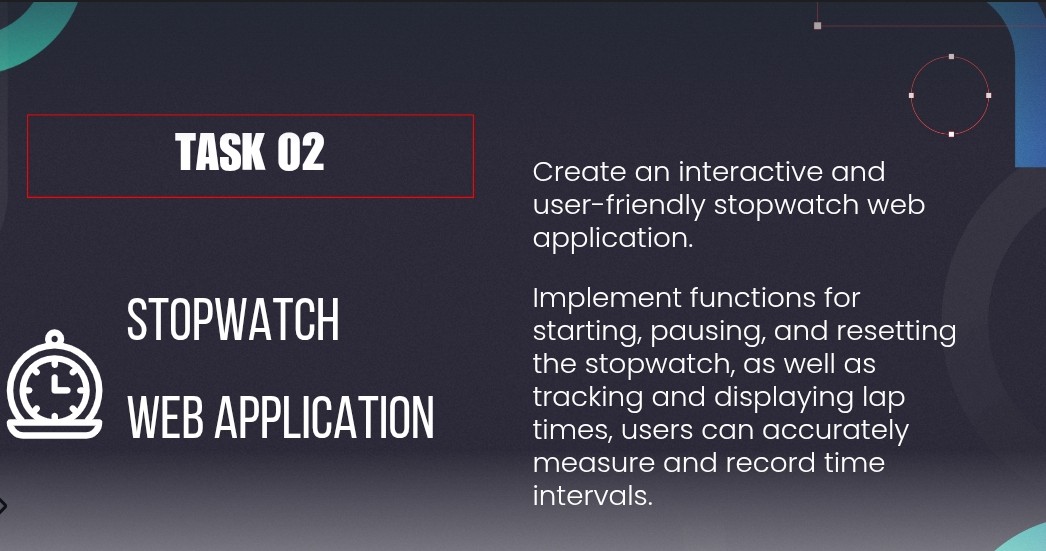 TASK 02
STOPWATCH
WEB APPLICATION
Create an interactive and
user-friendly stopwatch web
application.
Implement functions for
starting, pausing, and resetting
the stopwatch, as well as
tracking and displaying lap
times, users can accurately
measure and record time
intervals.